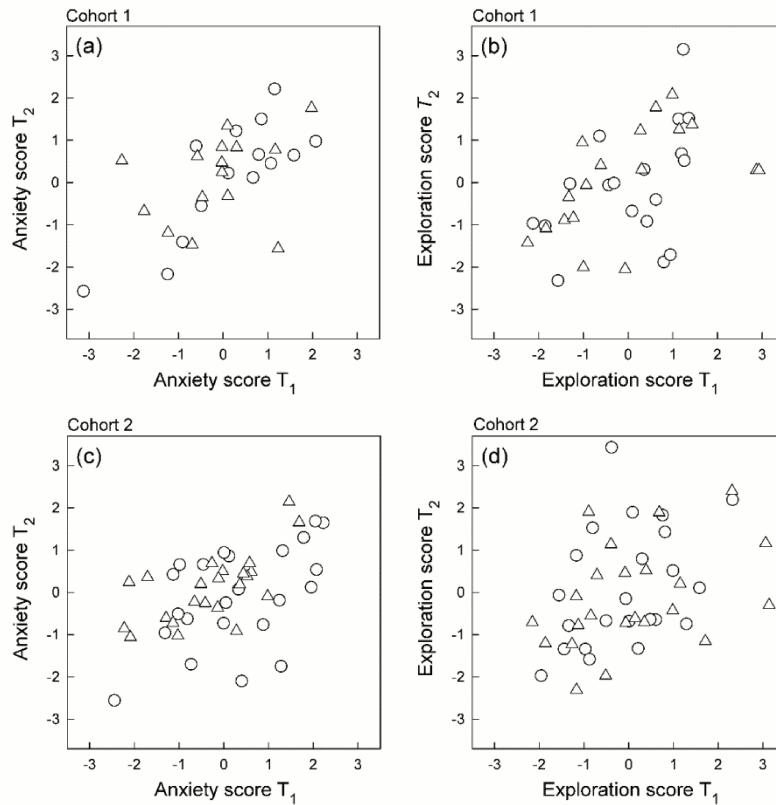 Cohort 1
(a)
Anxiety score T2
3
2
1
0
-1
-2
-3
-3 -2 -1 0 1 2 3
Anxiety score T1
Cohort 1
(b)
Exploration score T2
3
2
1
0
-1
-2
-3
-3 -2 -1 0 1 2 3
Exploration score T1
Cohort 2
(c)
Anxiety score T2
3
2
1
0
-1
-2
-3
-3 -2 -1 0 1 2 3
Anxiety score T1
Cohort 2
(d)
Exploration score T2
3
2
1
0
-1
-2
-3
-3 -2 -1 0 1 2 3
Exploration score T1